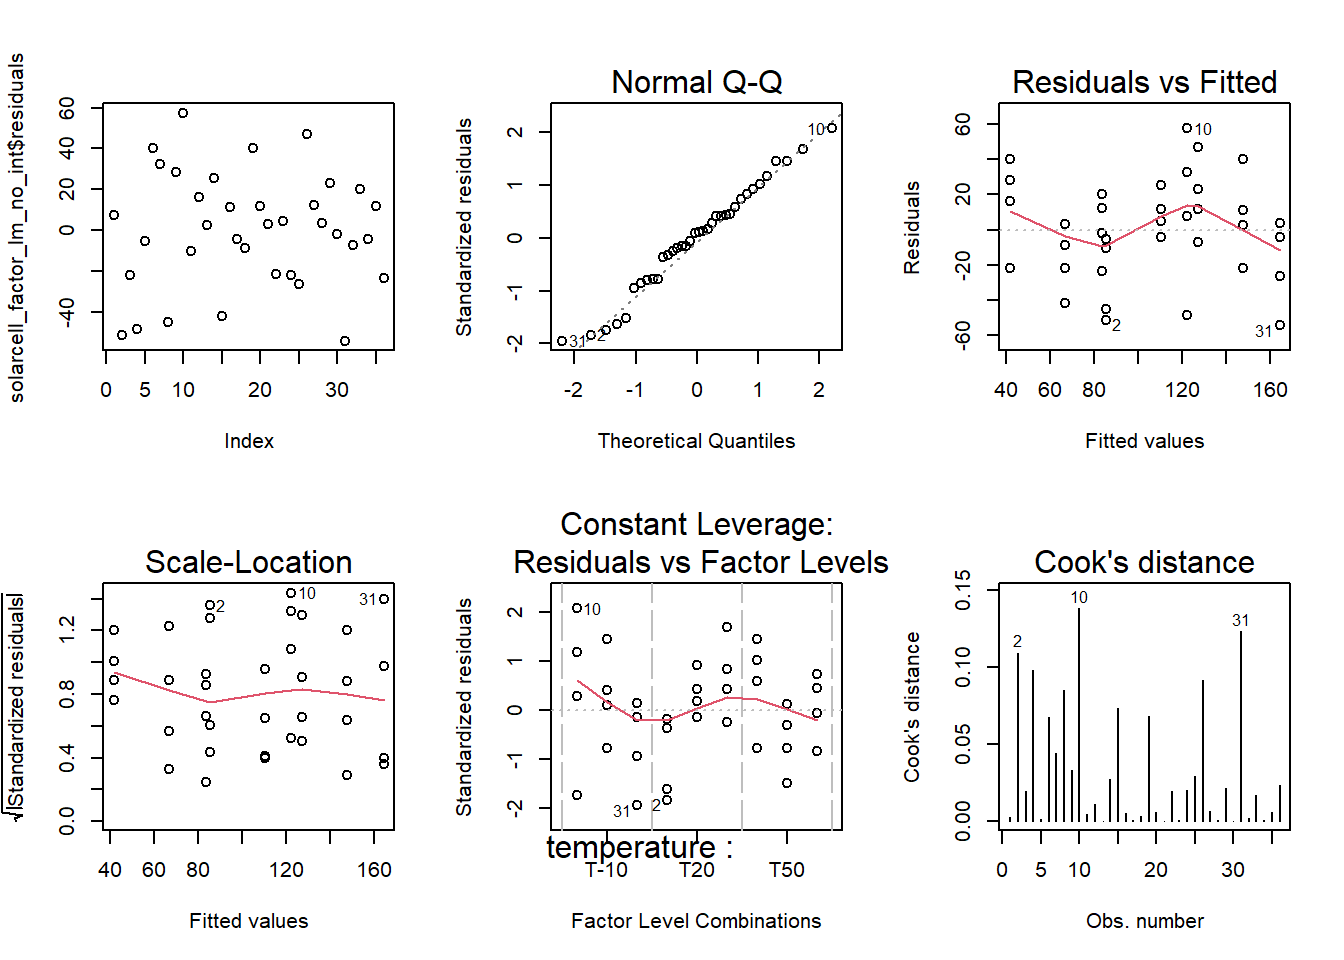 solarcell_factor_lm_no_int$residuals
60
40
20
0
-40
0 5 10 20 30
Index
Normal Q-Q
Standardized residuals
2
1
0
-1
-2
10
31
2
-2 -1 0 1 2
Theoretical Quantiles
Residuals vs Fitted
Residuals
60
20
-20
-60
10
2
31
40 60 80 120 160
Fitted values
Scale-Location
√|Standardized residuals|
1.2
0.8
0.4
0.0
2
10
31
40 60 80 120 160
Fitted values
Constant Leverage:
Residuals vs Factor Levels
Standardized residuals
2
1
0
-1
-2
10
31
2
temperature :
T-10 T20 T50
Factor Level Combinations
Cook's distance
Cook's distance
0.15
0.10
0.05
0.00
2
10
31
0 5 10 20 30
Obs. number